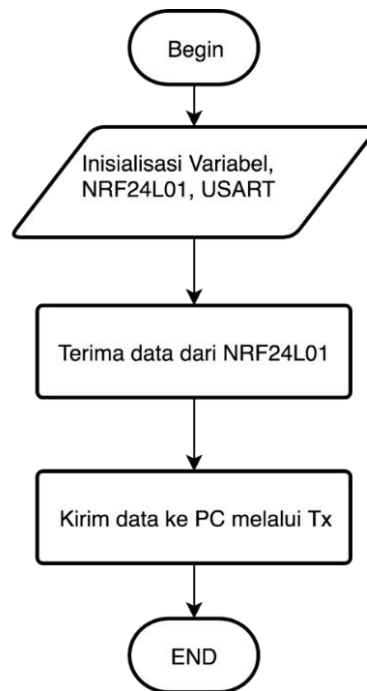 Begin
Inisialisasi Variabel,
NRF24L01, USART
Terima data dari NRF24L01
Kirim data ke PC melalui Tx
END